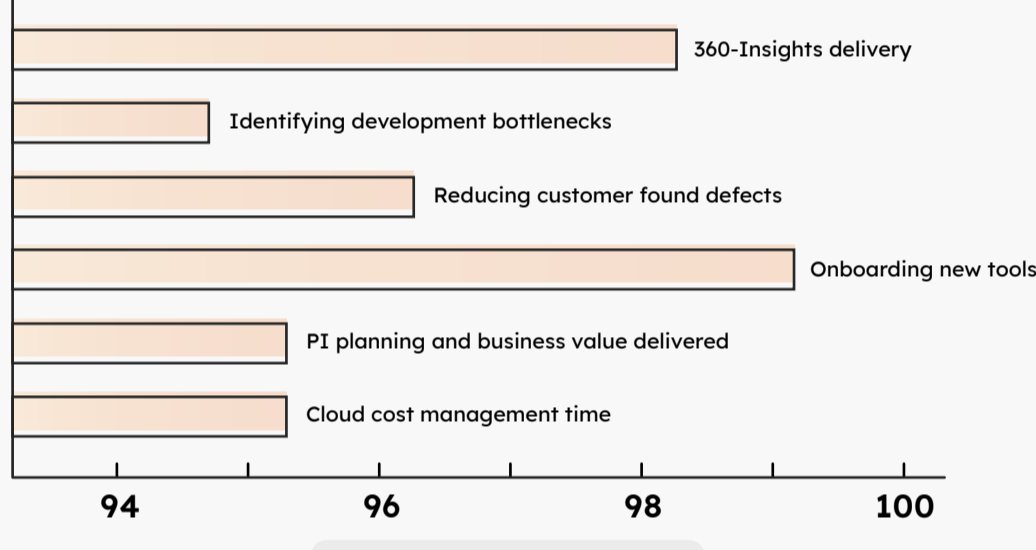 360-Insights delivery
Identifying development bottlenecks
Reducing customer found defects
Onboarding new tools
PI planning and business value delivered
Cloud cost management time
94 96 98 100